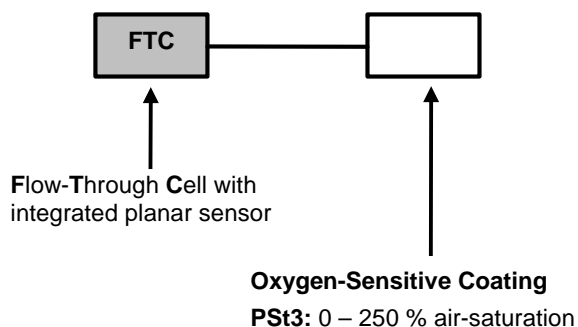 FTC
Flow-Through Cell with
integrated planar sensor
Oxygen-Sensitive Coating
PSt3: 0 – 250 % air-saturation